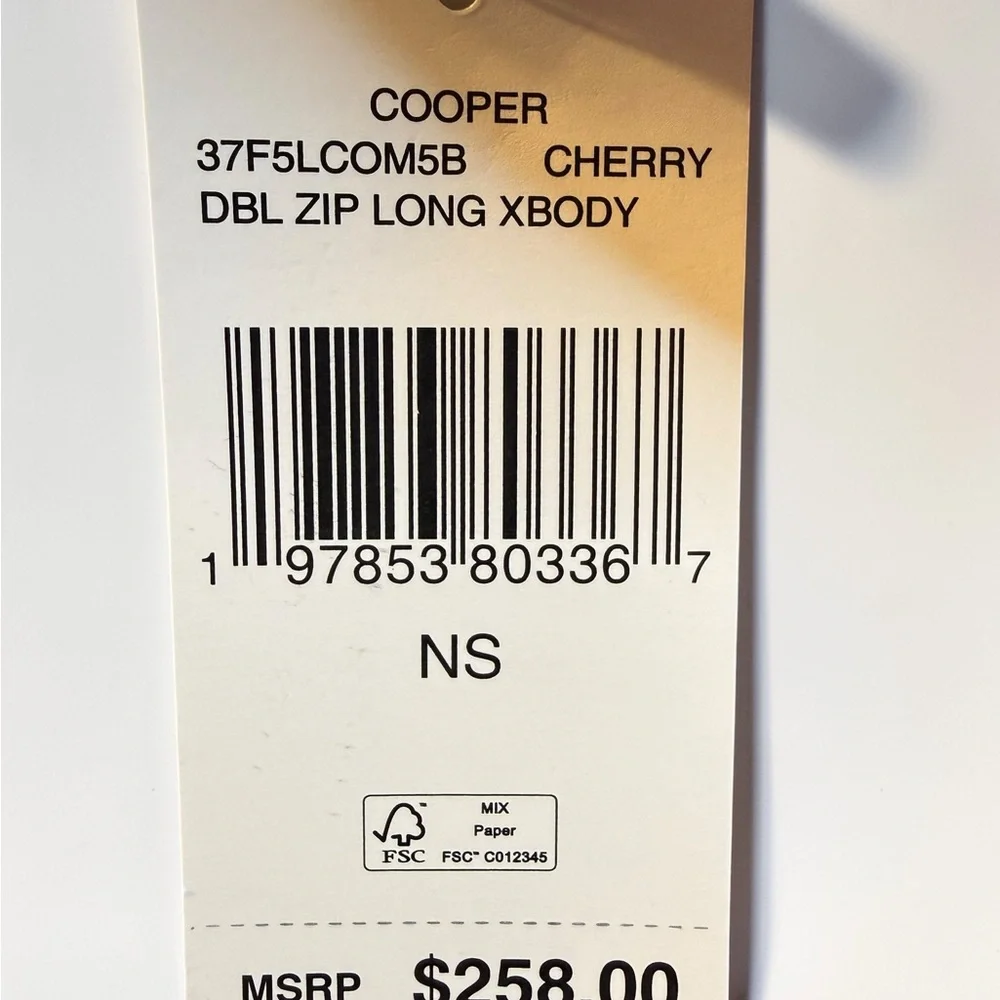 COOPER
37F5LCOM5B CHERRY
DBL ZIP LONG XBODY
1 97853 80336 7
NS
MIX
Paper
FSC™ C012345
FSC
MSRP $258.00